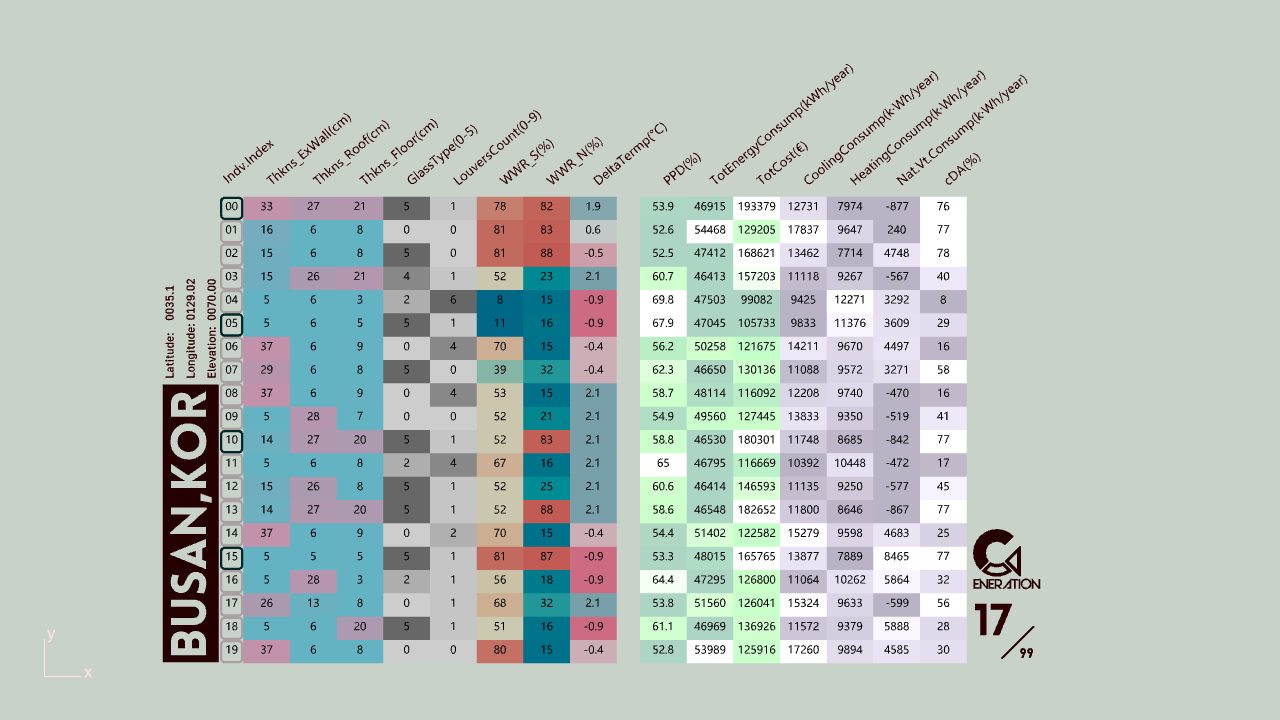 Indv.Index Thkns_ExWall(cm) Thkns_Roof(cm) Thkns_Floor(cm) GlassType(0-5) LouversCount(0-9) WWR_S(%) WWR_N(%) DeltaTermp(°C) PPD(%) TotEnergyConsump(kWh/year) TotCost(€) CoolingConsump(k·Wh/year) HeatingConsump(k·Wh/year) Nat.Vt.Consump(k·Wh/year) cDA(%)
00 33 27 21 5 1 78 82 1.9 53.9 46915 193379 12731 7974 -877 76
01 16 6 8 0 0 81 83 0.6 52.6 54468 129205 17837 9647 240 77
02 15 6 8 5 0 81 88 -0.5 52.5 47412 168621 13462 7714 4748 78
03 15 26 21 4 1 52 23 2.1 60.7 46413 157203 11118 9267 -567 40
04 5 6 3 2 6 8 15 -0.9 69.8 47503 99082 9425 12271 3292 8
05 5 6 5 5 1 11 16 -0.9 67.9 47045 105733 9833 11376 3609 29
06 37 6 9 0 4 70 15 -0.4 56.2 50258 121675 14211 9670 4497 16
07 29 6 8 5 0 39 32 -0.4 62.3 46650 130136 11088 9572 3271 58
08 37 6 9 0 4 53 15 2.1 58.7 48114 116092 12208 9740 -470 16
09 5 28 7 0 0 52 21 2.1 54.9 49560 127445 13833 9350 -519 41
10 14 27 20 5 1 52 83 2.1 58.8 46530 180301 11748 8685 -842 77
11 5 6 8 2 4 67 16 2.1 65 46795 116669 10392 10448 -472 17
12 15 26 8 5 1 52 25 2.1 60.6 46414 146593 11135 9250 -577 45
13 14 27 20 5 1 52 88 2.1 58.6 46548 182652 11800 8646 -867 77
14 37 6 9 0 2 70 15 -0.4 54.4 51402 122582 15279 9598 4683 25
15 5 5 5 5 1 81 87 -0.9 53.3 48015 165765 13877 7889 8465 77
16 5 28 3 2 1 56 18 -0.9 64.4 47295 126800 11064 10262 5864 32
17 26 13 8 0 1 68 32 2.1 53.8 51560 126041 15324 9633 -599 56
18 5 6 20 5 1 51 16 -0.9 61.1 46969 136926 11572 9379 5888 28
19 37 6 8 0 0 80 15 -0.4 52.8 53989 125916 17260 9894 4585 30
Latitude: 0035.1
Longitude: 0129.02
Elevation: 0070.00
BUSAN,KOR
G
ENERATION
17/99
y
x